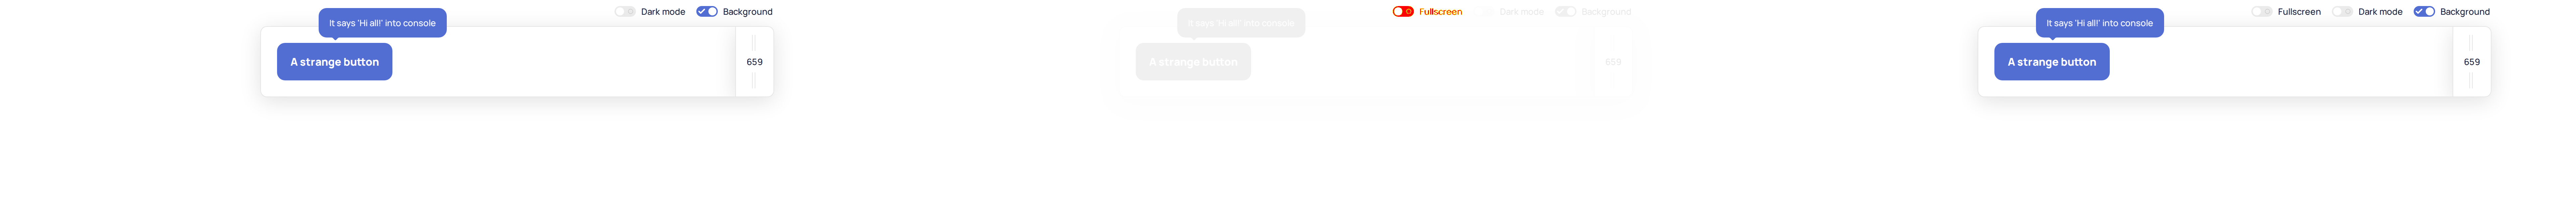 Dark mode Background
It says 'Hi all!' into console
A strange button
659
Fullscreen Dark mode Background
It says 'Hi all!' into console
A strange button
659
Fullscreen Dark mode Background
It says 'Hi all!' into console
A strange button
659